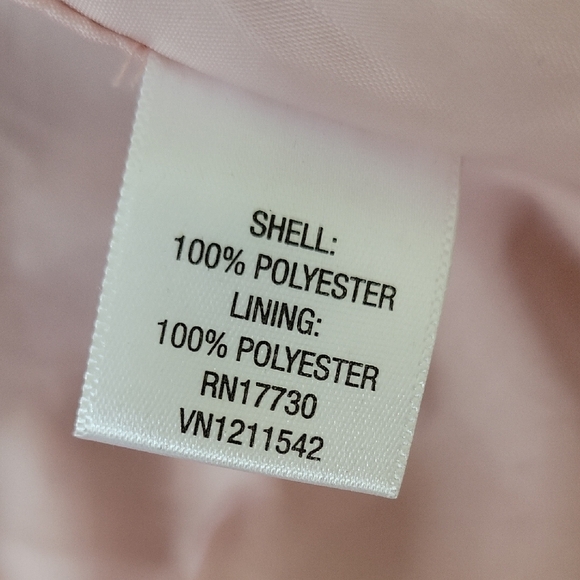 SHELL:
100% POLYESTER
LINING:
100% POLYESTER
RN17730
VN1211542